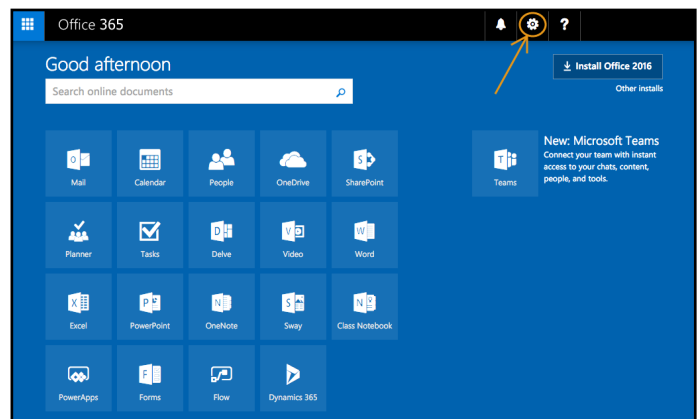 Office 365
?
Good afternoon
Install Office 2016
Search online documents
Other installs
Mail
Calendar
People
OneDrive
SharePoint
Teams
New: Microsoft Teams
Connect your team with instant
access to your chats, content,
people, and tools.
Planner
Tasks
Delve
Video
Word
Excel
PowerPoint
OneNote
Sway
Class Notebook
PowerApps
Forms
Flow
Dynamics 365